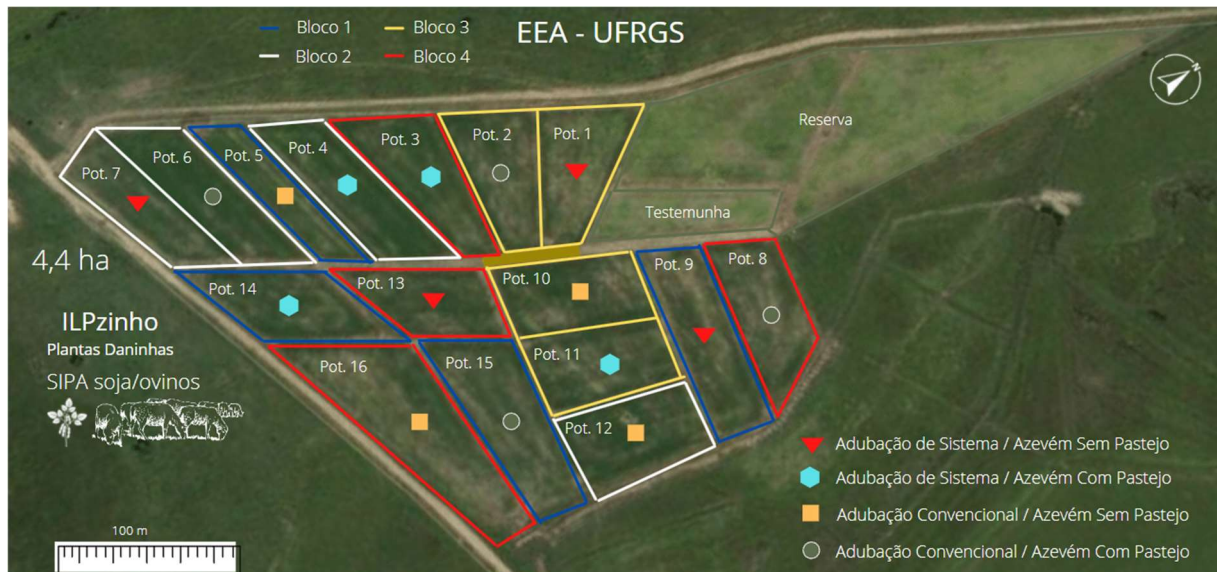 EEA - UFRGS
Bloco 1
Bloco 3
Bloco 2
Bloco 4
N
Reserva
Testemunha
Pot. 7
Pot. 6
Pot. 5
Pot. 4
Pot. 3
Pot. 2
Pot. 1
Pot. 14
Pot. 13
Pot. 10
Pot. 9
Pot. 8
Pot. 16
Pot. 15
Pot. 11
Pot. 12
4,4 ha
ILPzinho
Plantas Daninhas
SIPA soja/ovinos
100 m
Adubação de Sistema / Azevém Sem Pastejo
Adubação de Sistema / Azevém Com Pastejo
Adubação Convencional / Azevém Sem Pastejo
Adubação Convencional / Azevém Com Pastejo